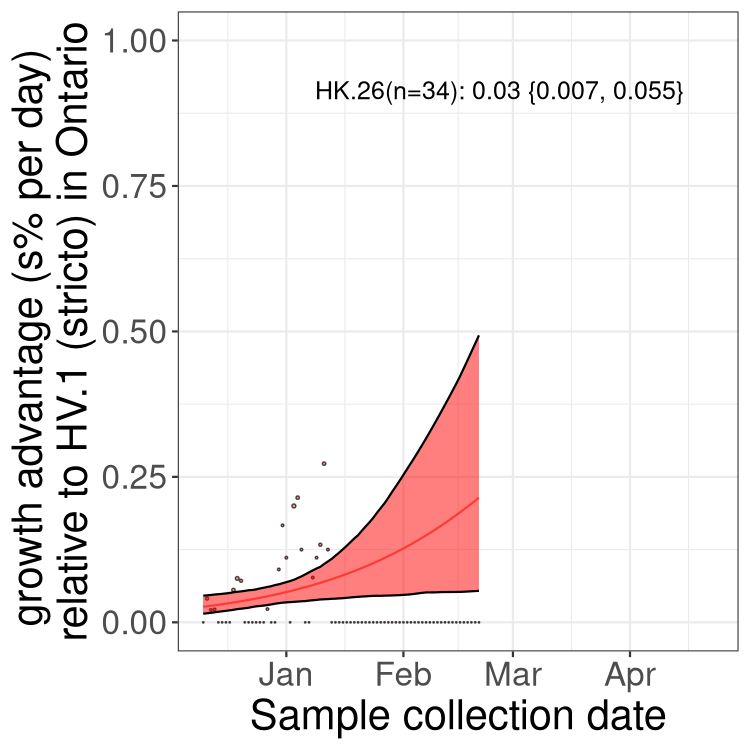 growth advantage (s% per day)
relative to HV.1 (stricto) in Ontario
1.00
0.75
0.50
0.25
0.00
HK.26(n=34): 0.03 {0.007, 0.055}
Jan
Feb
Mar
Apr
Sample collection date